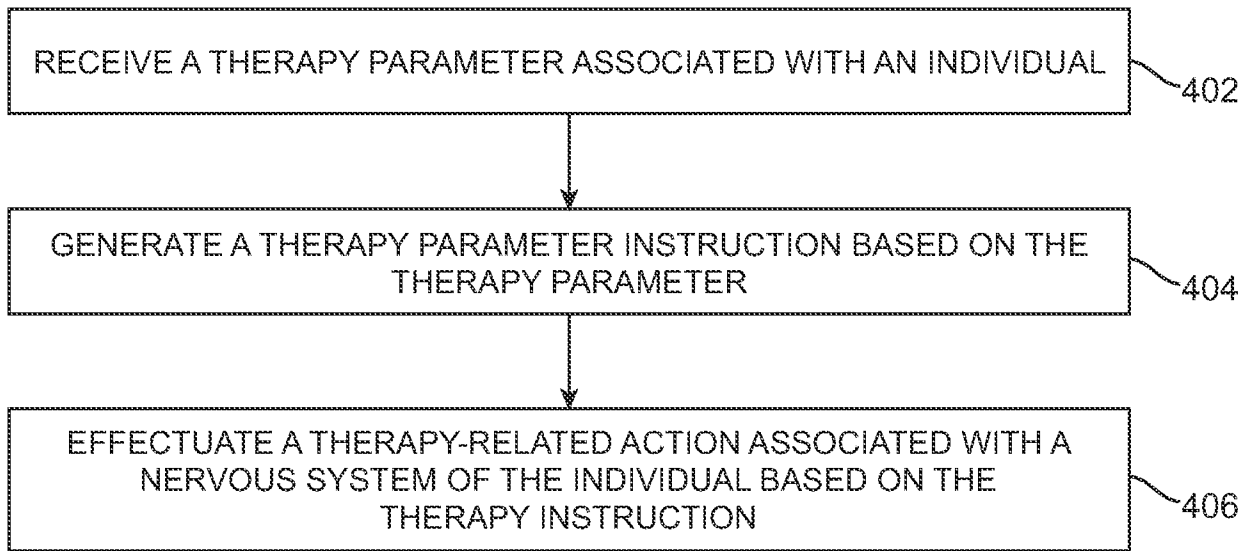 RECEIVE A THERAPY PARAMETER ASSOCIATED WITH AN INDIVIDUAL
402
GENERATE A THERAPY PARAMETER INSTRUCTION BASED ON THE
THERAPY PARAMETER
404
EFFECTUATE A THERAPY-RELATED ACTION ASSOCIATED WITH A
NERVOUS SYSTEM OF THE INDIVIDUAL BASED ON THE
THERAPY INSTRUCTION
406